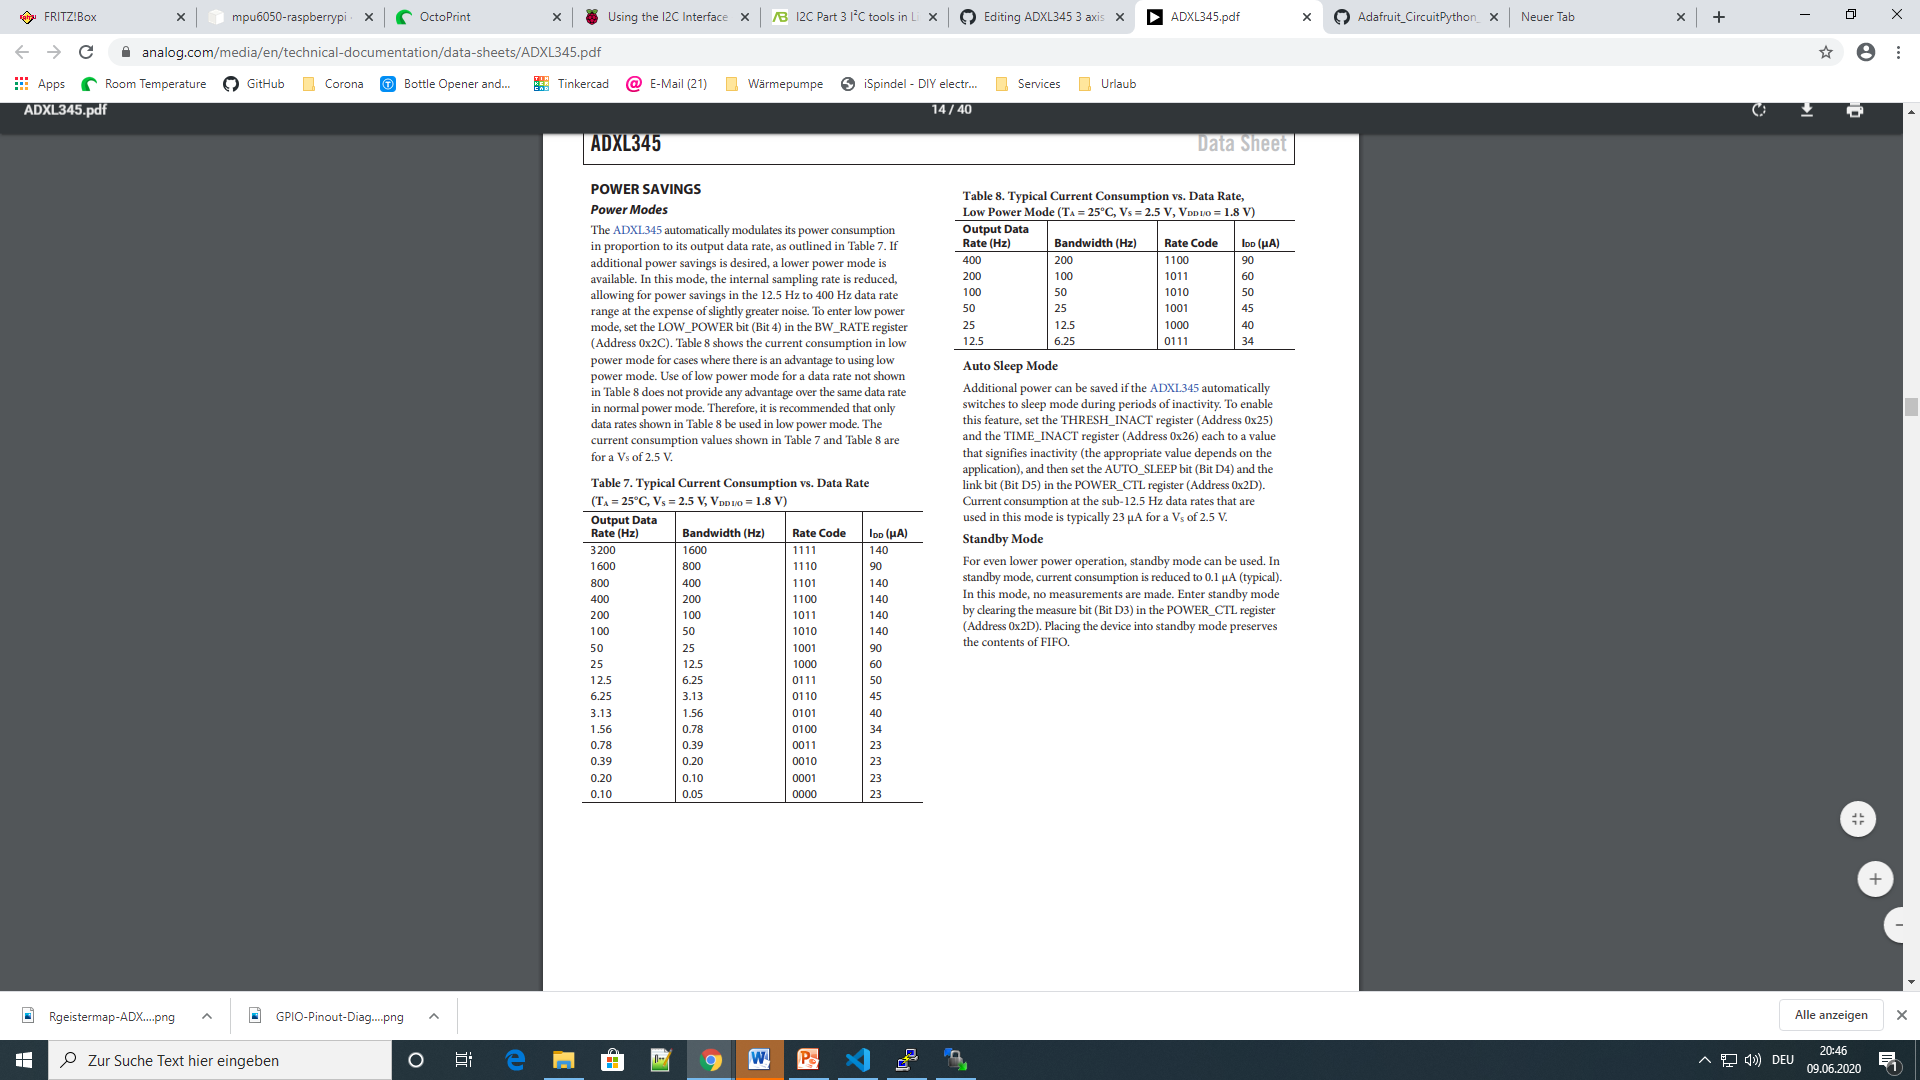 FRITZ!Box
mpu6050-raspberrypi
OctoPrint
Using the I2C Interface
I2C Part 3 I²C tools in Li
Editing ADXL345 3 axis
ADXL345.pdf
Adafruit_CircuitPython_
Neuer Tab
analog.com/media/en/technical-documentation/data-sheets/ADXL345.pdf
Apps
Room Temperature
GitHub
Corona
Bottle Opener and...
Tinkercad
E-Mail (21)
Wärmepumpe
iSpindel - DIY electr...
Services
Urlaub
ADXL345.pdf
14 / 40
ADXL345
Data Sheet
POWER SAVINGS
Power Modes
The ADXL345 automatically modulates its power consumption
in proportion to its output data rate, as outlined in Table 7. If
additional power savings is desired, a lower power mode is
available. In this mode, the internal sampling rate is reduced,
allowing for power savings in the 12.5 Hz to 400 Hz data rate
range at the expense of slightly greater noise. To enter low power
mode, set the LOW_POWER bit (Bit 4) in the BW_RATE register
(Address 0x2C). Table 8 shows the current consumption in low
power mode for cases where there is an advantage to using low
power mode. Use of low power mode for a data rate not shown
in Table 8 does not provide any advantage over the same data rate
in normal power mode. Therefore, it is recommended that only
data rates shown in Table 8 be used in low power mode. The
current consumption values shown in Table 7 and Table 8 are
for a VS of 2.5 V.
Table 7. Typical Current Consumption vs. Data Rate
(TA = 25°C, VS = 2.5 V, VDD I/O = 1.8 V)
Output Data
Rate (Hz) Bandwidth (Hz) Rate Code IDD (µA)
3200 1600 1111 140
1600 800 1110 90
800 400 1101 140
400 200 1100 140
200 100 1011 140
100 50 1010 140
50 25 1001 90
25 12.5 1000 60
12.5 6.25 0111 50
6.25 3.13 0110 45
3.13 1.56 0101 40
1.56 0.78 0100 34
0.78 0.39 0011 23
0.39 0.20 0010 23
0.20 0.10 0001 23
0.10 0.05 0000 23
Table 8. Typical Current Consumption vs. Data Rate,
Low Power Mode (TA = 25°C, VS = 2.5 V, VDD I/O = 1.8 V)
Output Data
Rate (Hz) Bandwidth (Hz) Rate Code IDD (µA)
400 200 1100 90
200 100 1011 60
100 50 1010 50
50 25 1001 45
25 12.5 1000 40
12.5 6.25 0111 34
Auto Sleep Mode
Additional power can be saved if the ADXL345 automatically
switches to sleep mode during periods of inactivity. To enable
this feature, set the THRESH_INACT register (Address 0x25)
and the TIME_INACT register (Address 0x26) each to a value
that signifies inactivity (the appropriate value depends on the
application), and then set the AUTO_SLEEP bit (Bit D4) and the
link bit (Bit D5) in the POWER_CTL register (Address 0x2D).
Current consumption at the sub-12.5 Hz data rates that are
used in this mode is typically 23 µA for a VS of 2.5 V.
Standby Mode
For even lower power operation, standby mode can be used. In
standby mode, current consumption is reduced to 0.1 µA (typical).
In this mode, no measurements are made. Enter standby mode
by clearing the measure bit (Bit D3) in the POWER_CTL register
(Address 0x2D). Placing the device into standby mode preserves
the contents of FIFO.
Rgeistermap-ADX....png
GPIO-Pinout-Diag....png
Alle anzeigen
Zur Suche Text hier eingeben
DEU
20:46
09.06.2020
1